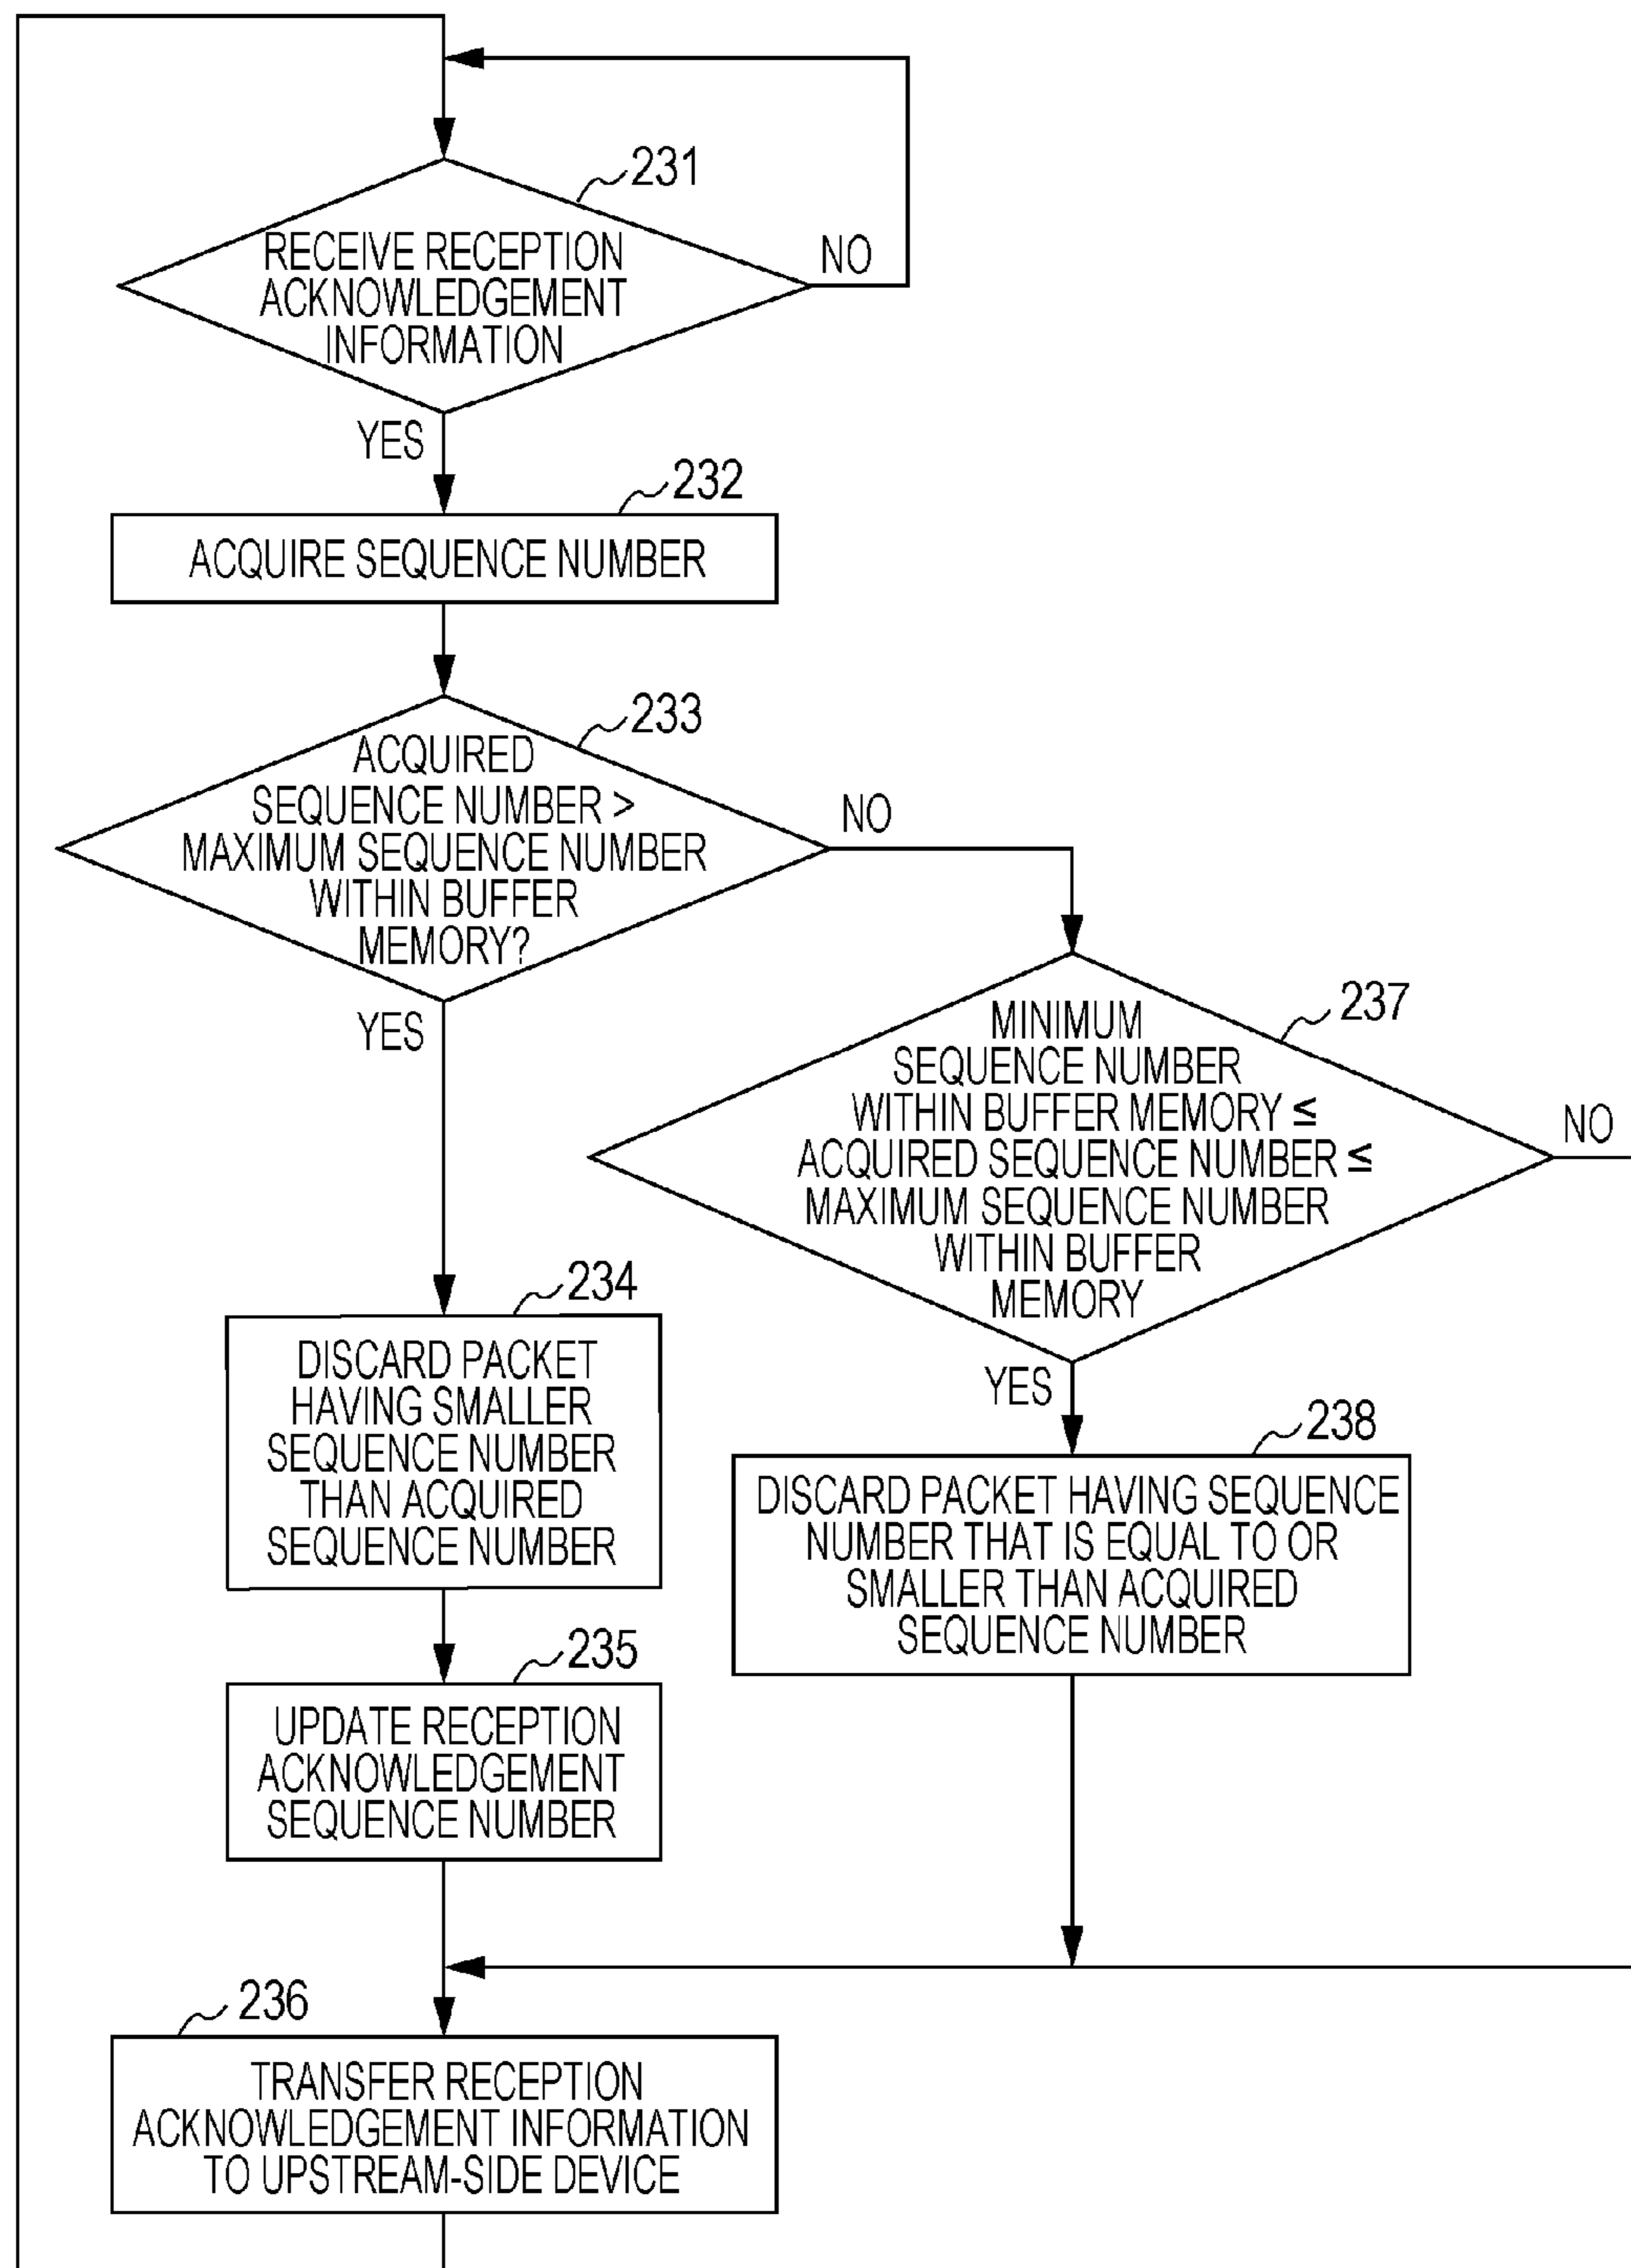 231
RECEIVE RECEPTION
ACKNOWLEDGEMENT
INFORMATION
NO
YES
232
ACQUIRE SEQUENCE NUMBER
233
ACQUIRED
SEQUENCE NUMBER >
MAXIMUM SEQUENCE NUMBER
WITHIN BUFFER
MEMORY?
NO
YES
237
MINIMUM
SEQUENCE NUMBER
WITHIN BUFFER MEMORY ≤
ACQUIRED SEQUENCE NUMBER ≤
MAXIMUM SEQUENCE NUMBER
WITHIN BUFFER
MEMORY
NO
YES
234
DISCARD PACKET
HAVING SMALLER
SEQUENCE NUMBER
THAN ACQUIRED
SEQUENCE NUMBER
238
DISCARD PACKET HAVING SEQUENCE
NUMBER THAT IS EQUAL TO OR
SMALLER THAN ACQUIRED
SEQUENCE NUMBER
235
UPDATE RECEPTION
ACKNOWLEDGEMENT
SEQUENCE NUMBER
236
TRANSFER RECEPTION
ACKNOWLEDGEMENT INFORMATION
TO UPSTREAM-SIDE DEVICE